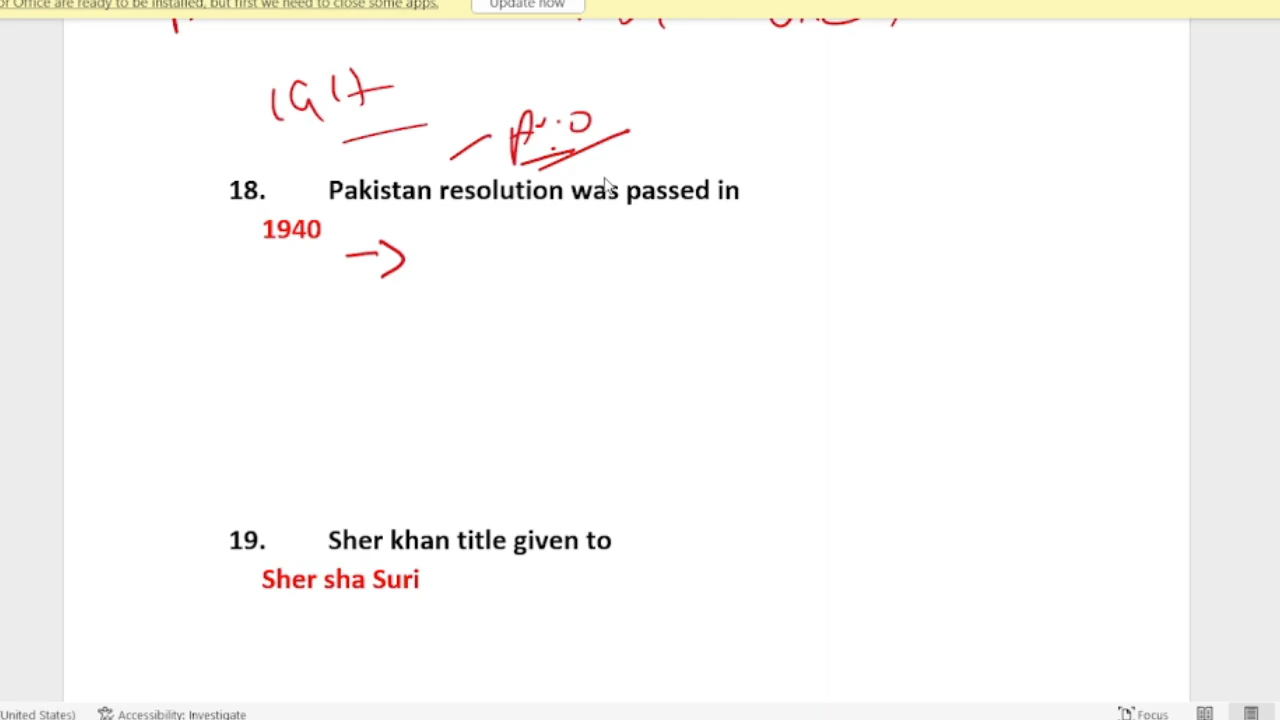 or Office are ready to be installed, but first we need to close some apps. Update now
18. Pakistan resolution was passed in
1940
19. Sher khan title given to
Sher sha Suri
United States) Accessibility: Investigate Focus